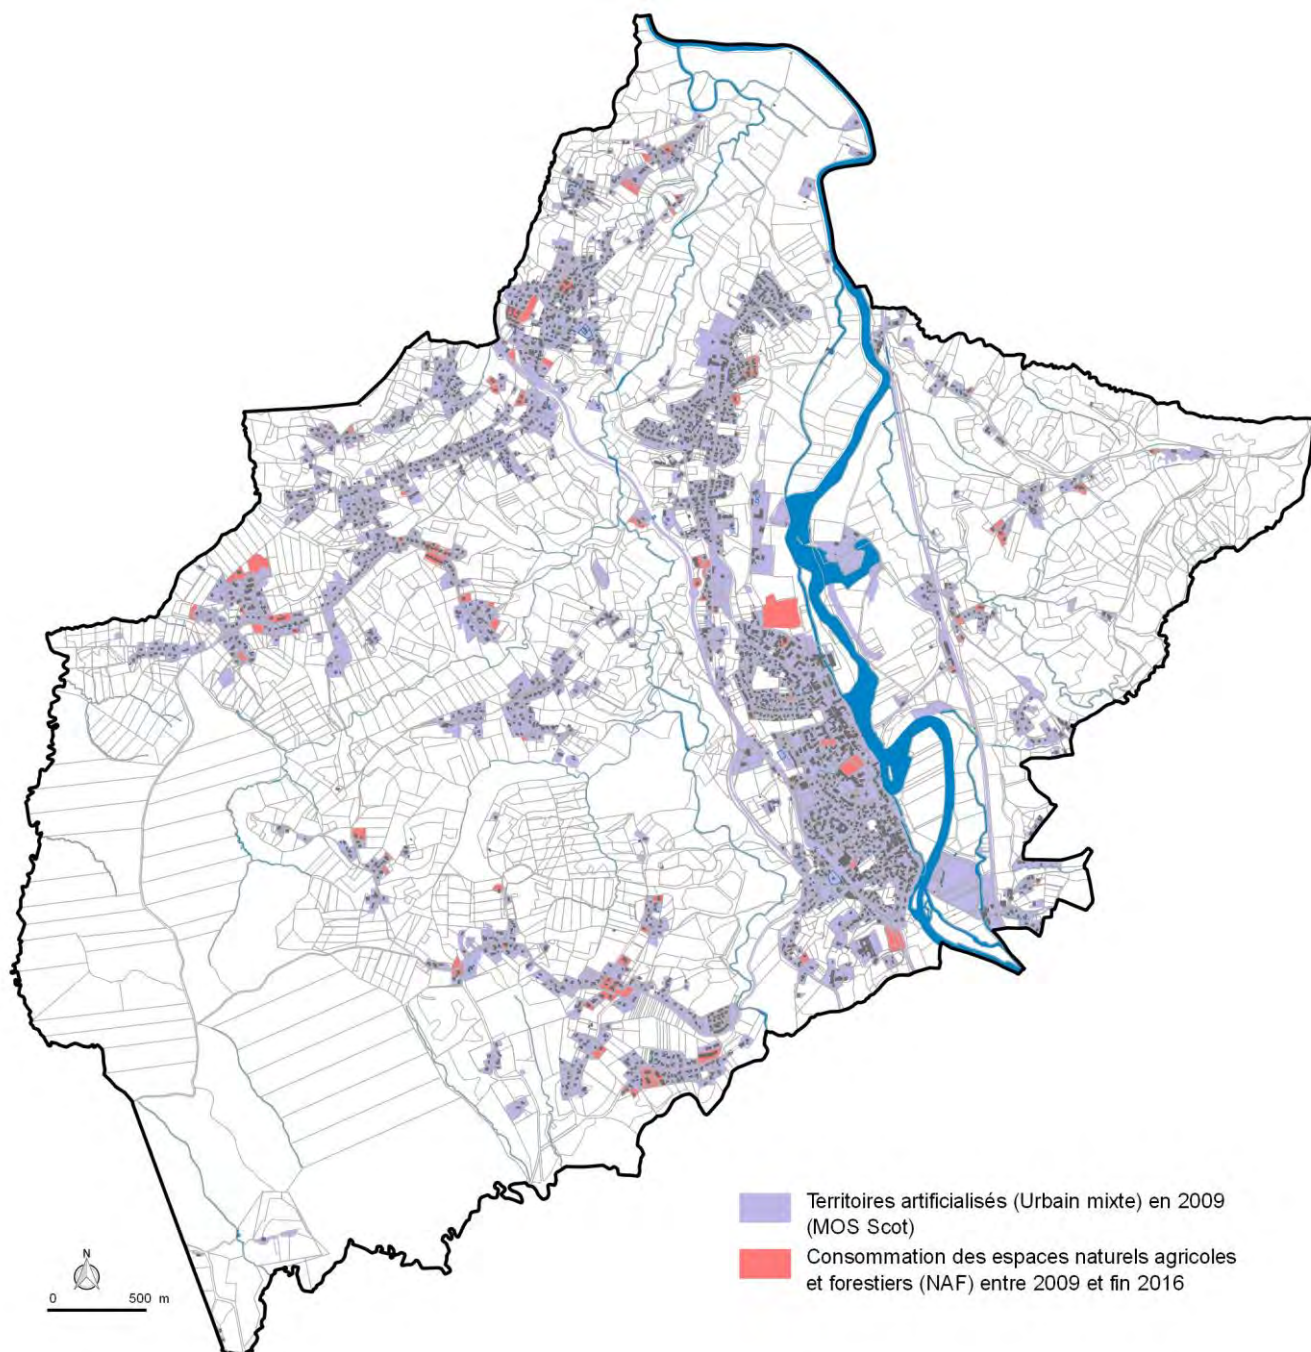 Territoires artificialisés (Urbain mixte) en 2009
(MOS Scot)
Consommation des espaces naturels agricoles
et forestiers (NAF) entre 2009 et fin 2016
N
0 500 m